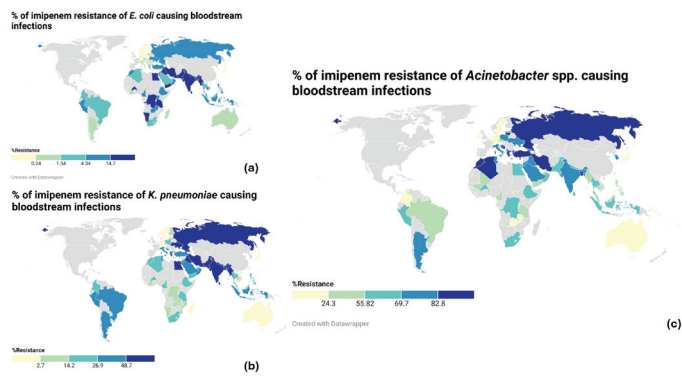 % of imipenem resistance of E. coli causing bloodstream
infections
%Resistance
0.24 1.54 4.34 18.7
Created with Datawrapper
(a)
% of imipenem resistance of K. pneumoniae causing
bloodstream infections
%Resistance
2.7 14.2 26.9 48.7
(b)
% of imipenem resistance of Acinetobacter spp. causing
bloodstream infections
%Resistance
24.3 55.82 69.7 82.8
Created with Datawrapper
(c)